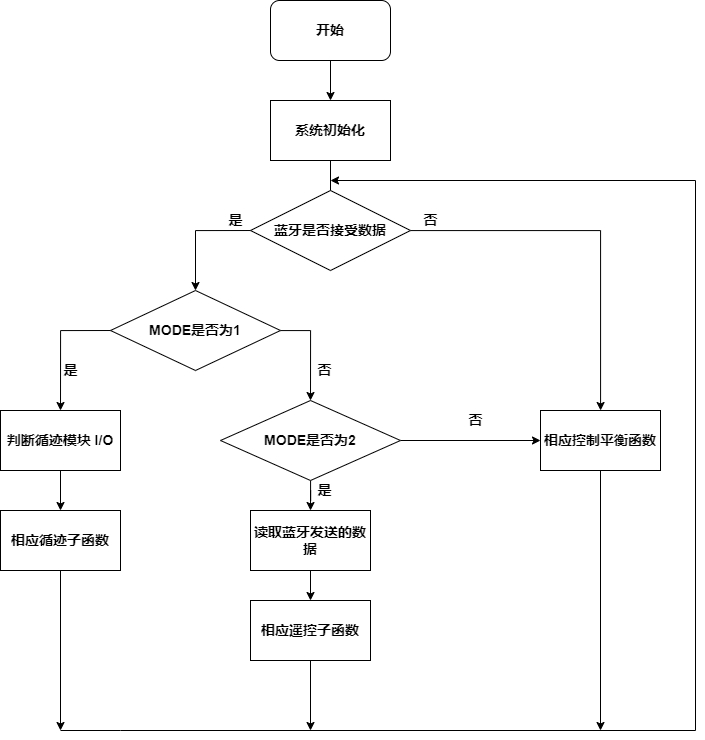 开始
系统初始化
是
蓝牙是否接受数据
否
MODE是否为1
是
否
判断循迹模块 I/O
MODE是否为2
否
相应控制平衡函数
是
相应循迹子函数
读取蓝牙发送的数
据
相应遥控子函数